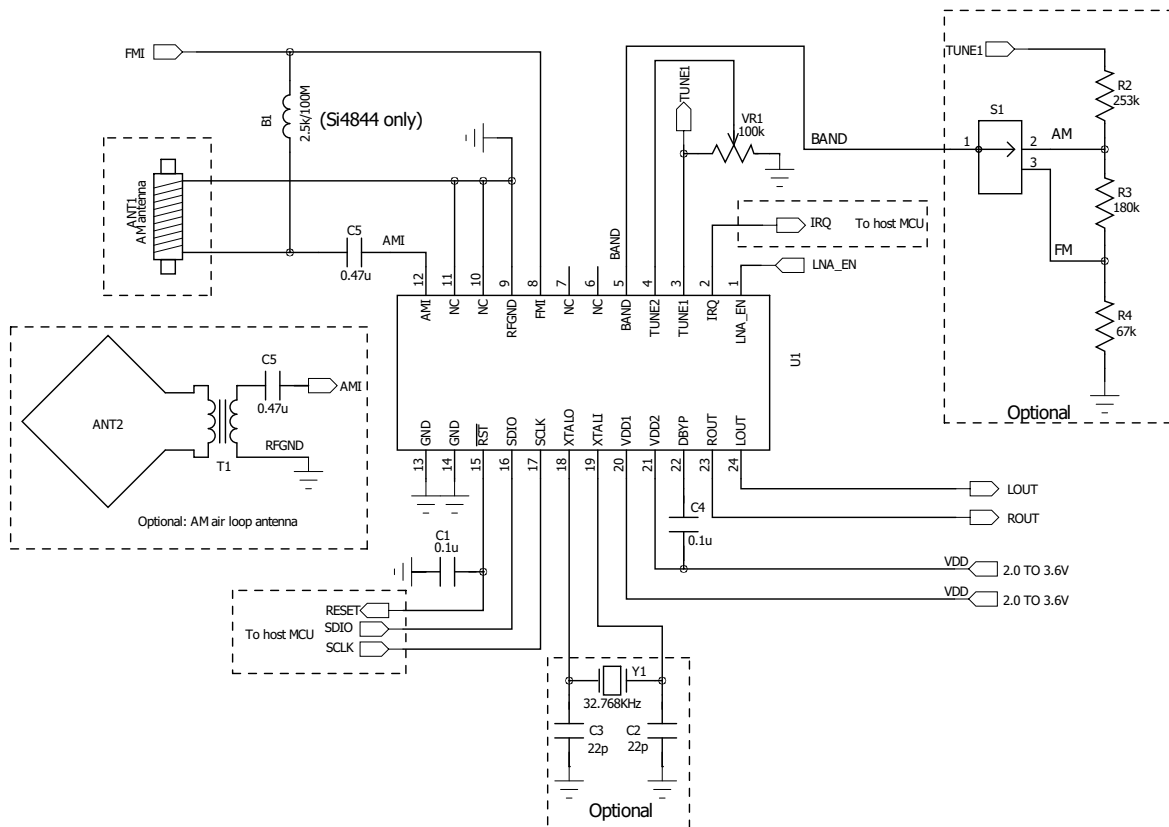 FMI
B1
2.5k/100M
(Si4844 only)
ANT1
AM antenna
C5
0.47u
AMI
TUNE1
VR1
100k
BAND
BAND
IRQ
To host MCU
LNA_EN
TUNE1
R2
253k
S1
1
2
3
AM
R3
180k
FM
R4
67k
Optional
12
11
10
9
8
7
6
5
4
3
2
1
AMI
NC
NC
RFGND
FMI
NC
NC
BAND
TUNE2
TUNE1
IRQ
LNA_EN
U1
GND
GND
RST
SDIO
SCLK
XTALO
XTALI
VDD1
VDD2
DBYP
ROUT
LOUT
13
14
15
16
17
18
19
20
21
22
23
24
ANT2
T1
C5
0.47u
AMI
RFGND
Optional: AM air loop antenna
C1
0.1u
C4
0.1u
LOUT
ROUT
VDD
2.0 TO 3.6V
VDD
2.0 TO 3.6V
To host MCU
RESET
SDIO
SCLK
Y1
32.768KHz
C3
22p
C2
22p
Optional